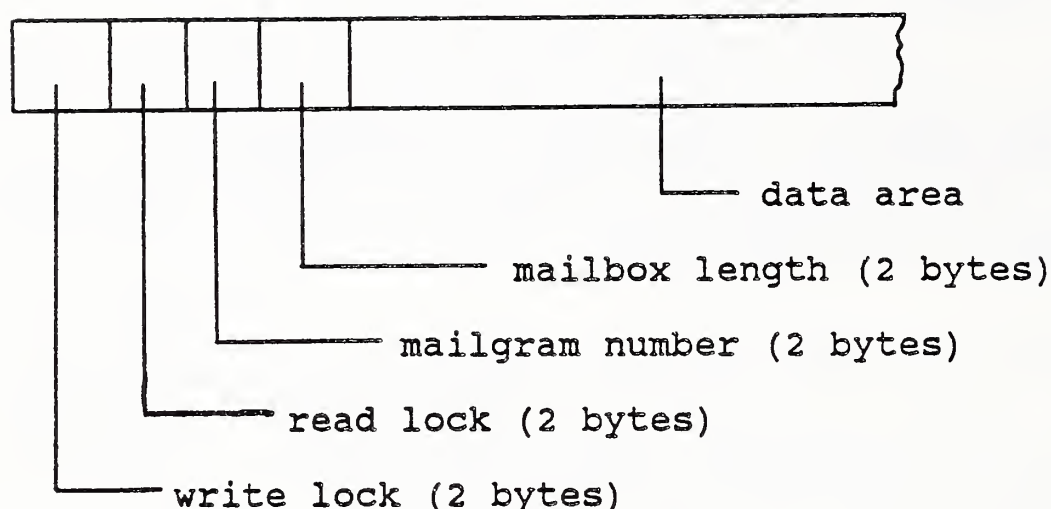 data area
mailbox length (2 bytes)
mailgram number (2 bytes)
read lock (2 bytes)
write lock (2 bytes)